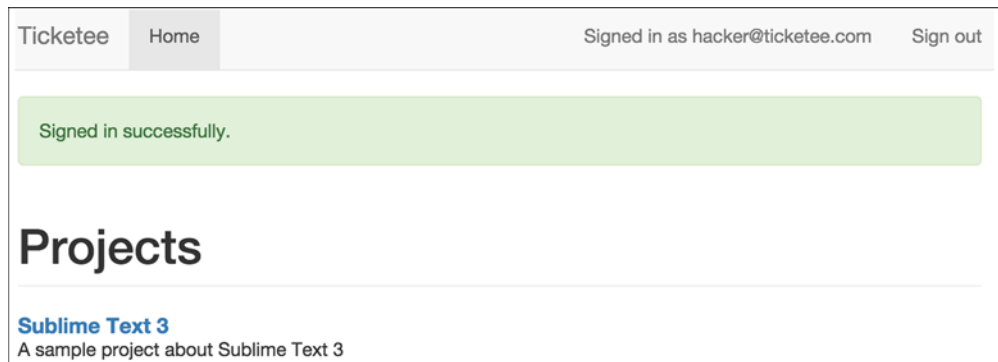 Ticketee Home Signed in as hacker@ticketee.com Sign out
Signed in successfully.
Projects
Sublime Text 3
A sample project about Sublime Text 3